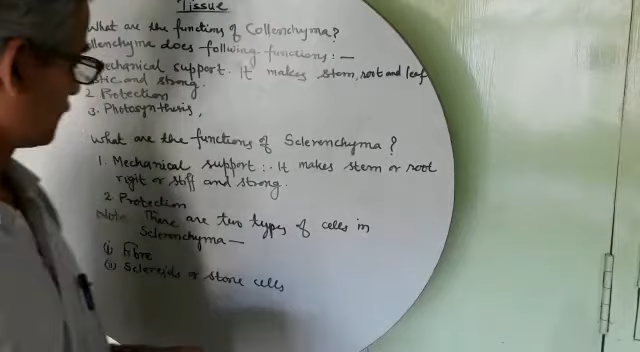 Tissue
What are the functions of Collenchyma?
llenchyma does follwing functions :-
echanical support. It makes stem, root and leaf
stic and strong.
2 Protection
3. Photosynthesis,
What are the functions of Sclerenchyma?
1. Mechanical support :. It makes stem or root
rigit or stiff and strong.
2 Protection
Note There are two types of cells in
Sclerenchyma—
(i) Fibre
(ii) Sclereids or stone cells